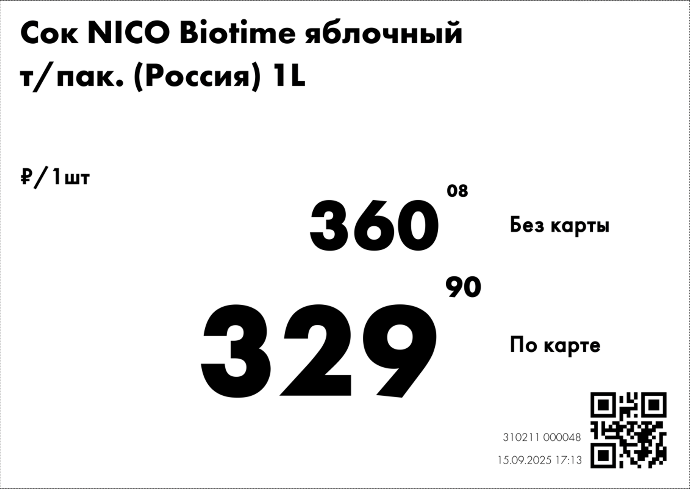 Сок NICO Biotime яблочный
т/пак. (Россия) 1L
₽/1шт
360 08 Без карты
329 90 По карте
310211 000048
15.09.2025 17:13